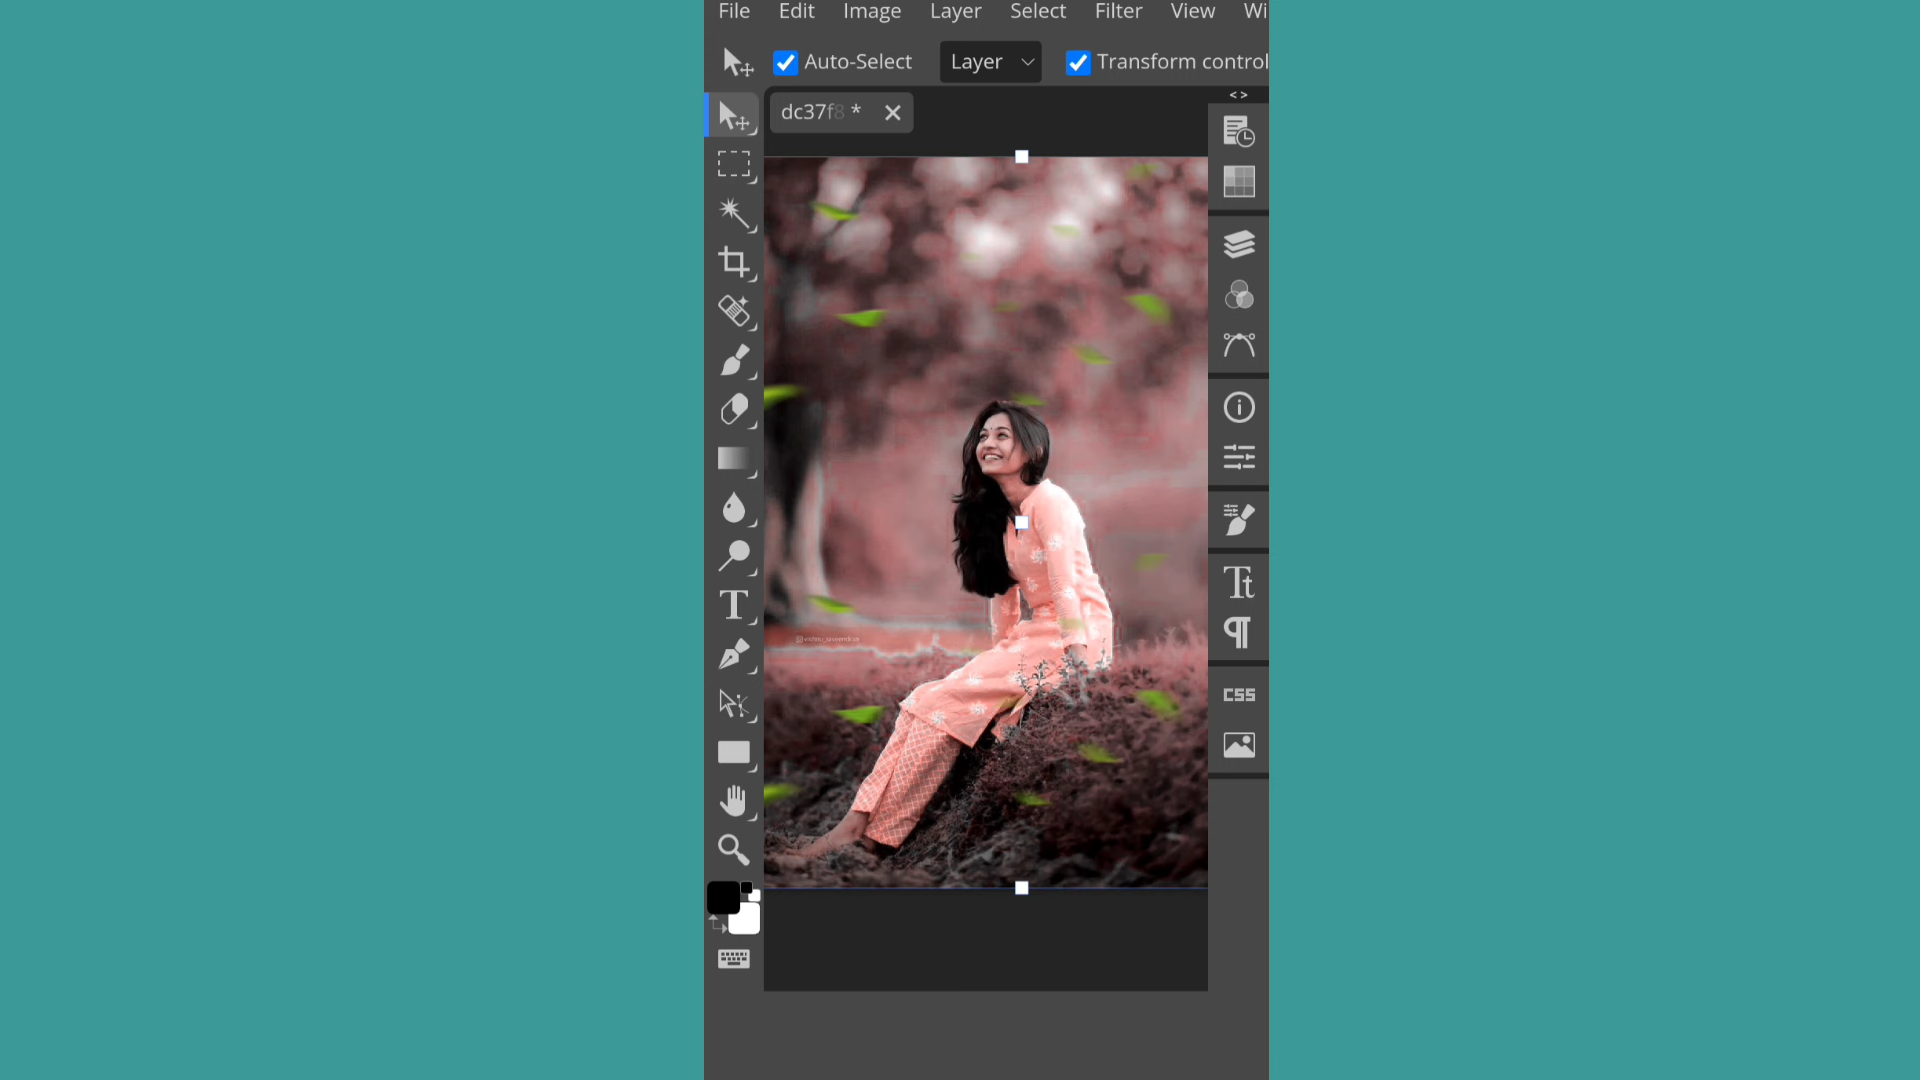 File Edit Image Layer Select Filter View Wi
Auto-Select Layer Transform control
dc37f8 *
< >
T
Tt
CSS